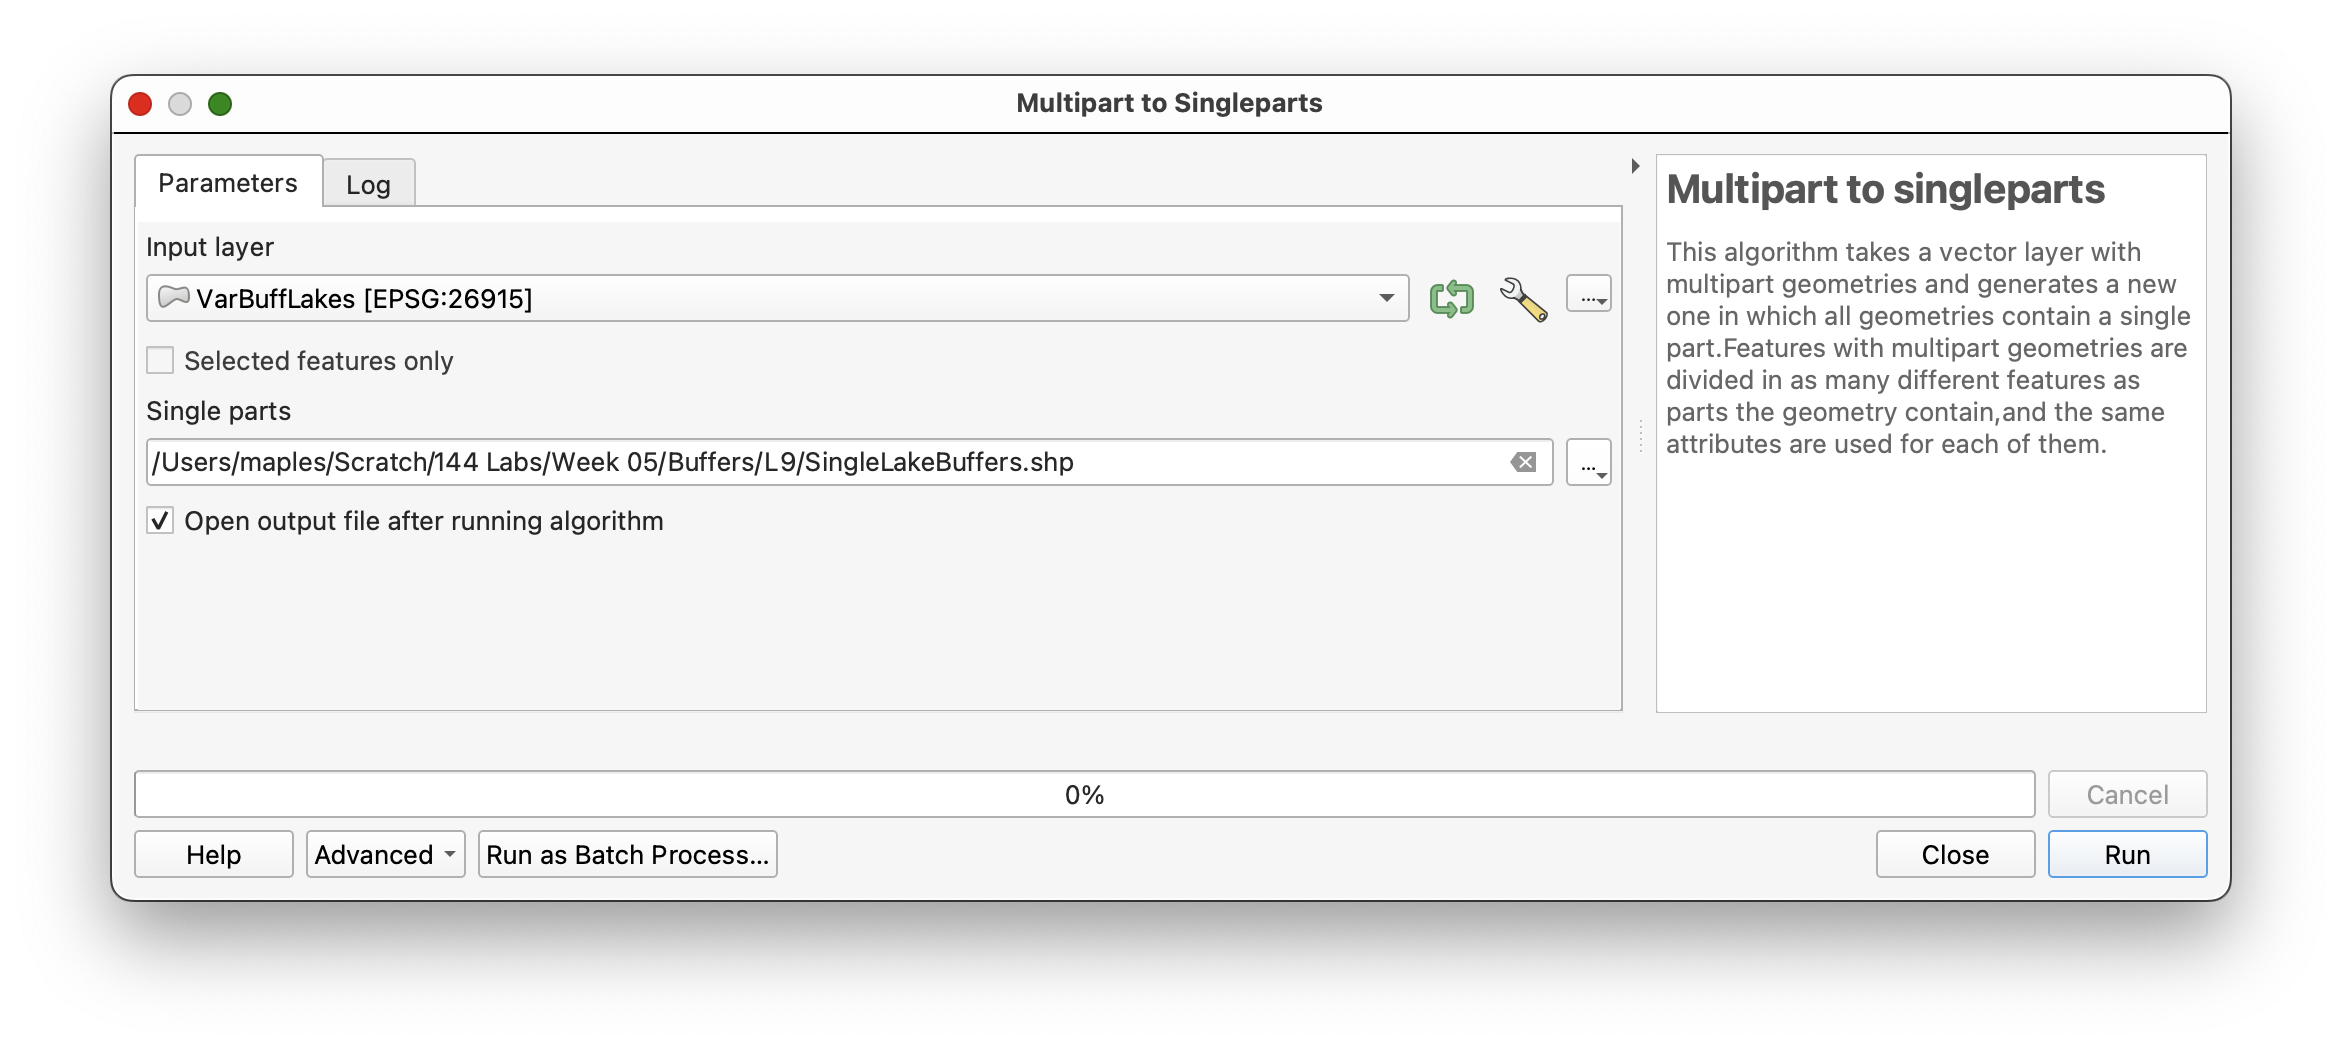 Multipart to Singleparts
Parameters
Log
Input layer
VarBuffLakes [EPSG:26915]
...
Selected features only
Single parts
/Users/maples/Scratch/144 Labs/Week 05/Buffers/L9/SingleLakeBuffers.shp
...
Open output file after running algorithm
Multipart to singleparts
This algorithm takes a vector layer with
multipart geometries and generates a new
one in which all geometries contain a single
part.Features with multipart geometries are
divided in as many different features as
parts the geometry contain,and the same
attributes are used for each of them.
0%
Cancel
Help
Advanced
Run as Batch Process...
Close
Run